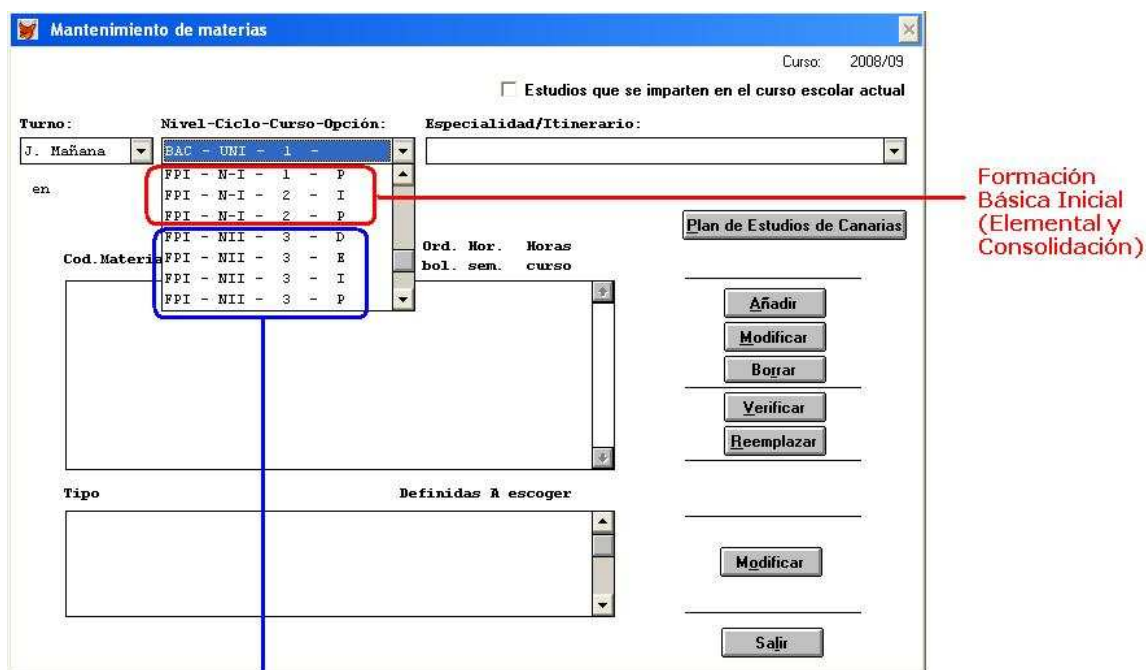 Mantenimiento de materias
Curso: 2008/09
Estudios que se imparten en el curso escolar actual
Turno: Nivel-Ciclo-Curso-Opción: Especialidad/Itinerario:
J. Mañana BAC - UNI - 1 -
FPI - N-I - 1 - P
en FPI - N-I - 2 - I
FPI - N-I - 2 - P
FPI - NII - 3 - D
FPI - NII - 3 - E
FPI - NII - 3 - I
FPI - NII - 3 - P
Formación
Básica Inicial
(Elemental y
Consolidación)
Plan de Estudios de Canarias
Ord. Hor. Horas
Cod.Materia bol. sem. curso
Añadir
Modificar
Borrar
Verificar
Reemplazar
Tipo Definidas A escoger
Modificar
Salir